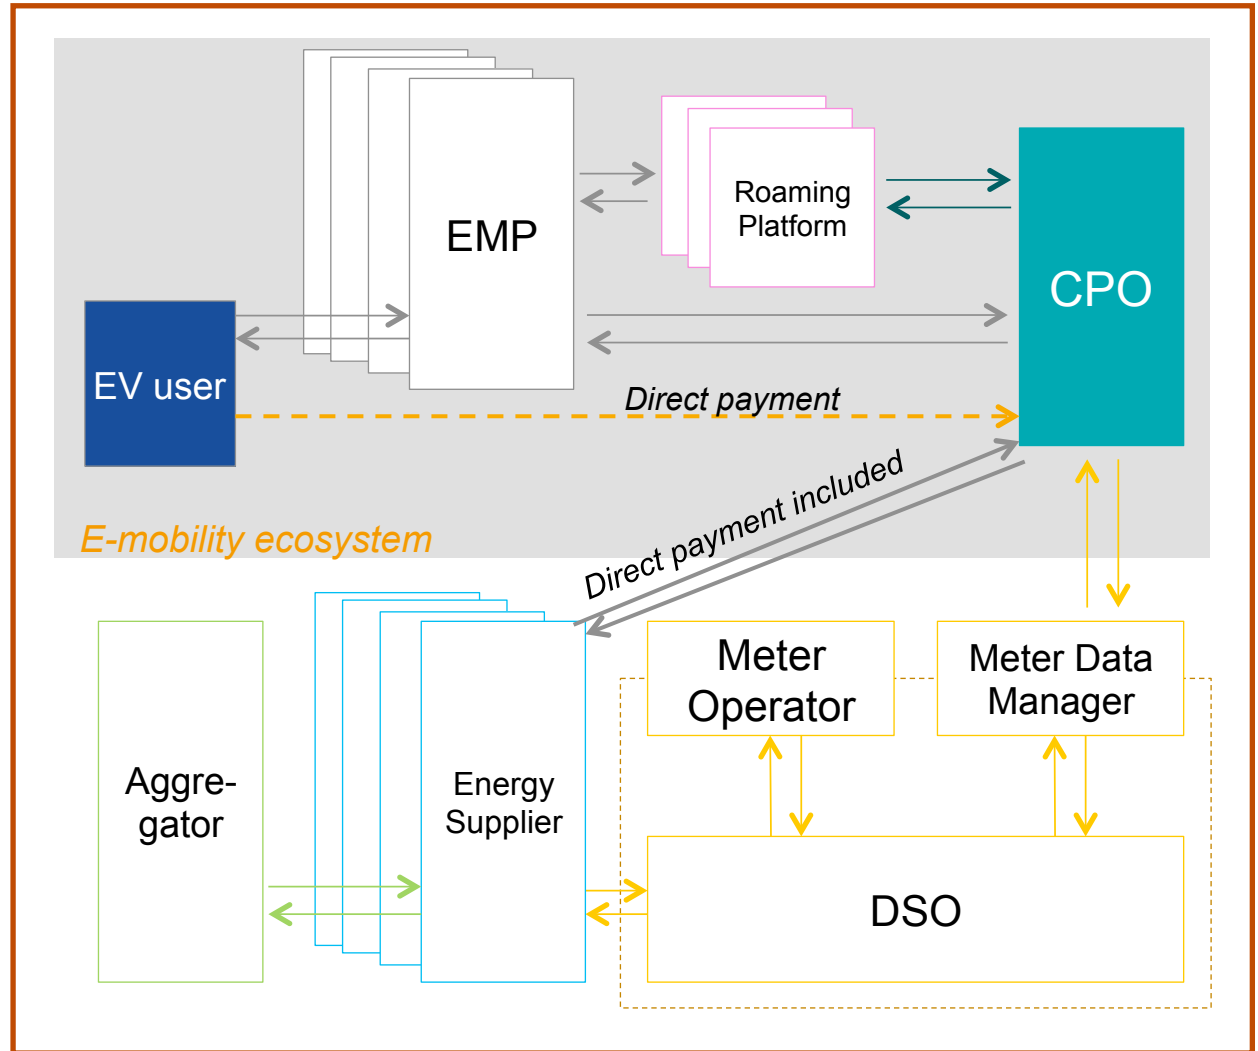 EMP
Roaming
Platform
CPO
EV user
Direct payment
E-mobility ecosystem
Direct payment included
Aggre-
gator
Energy
Supplier
Meter
Operator
Meter Data
Manager
DSO